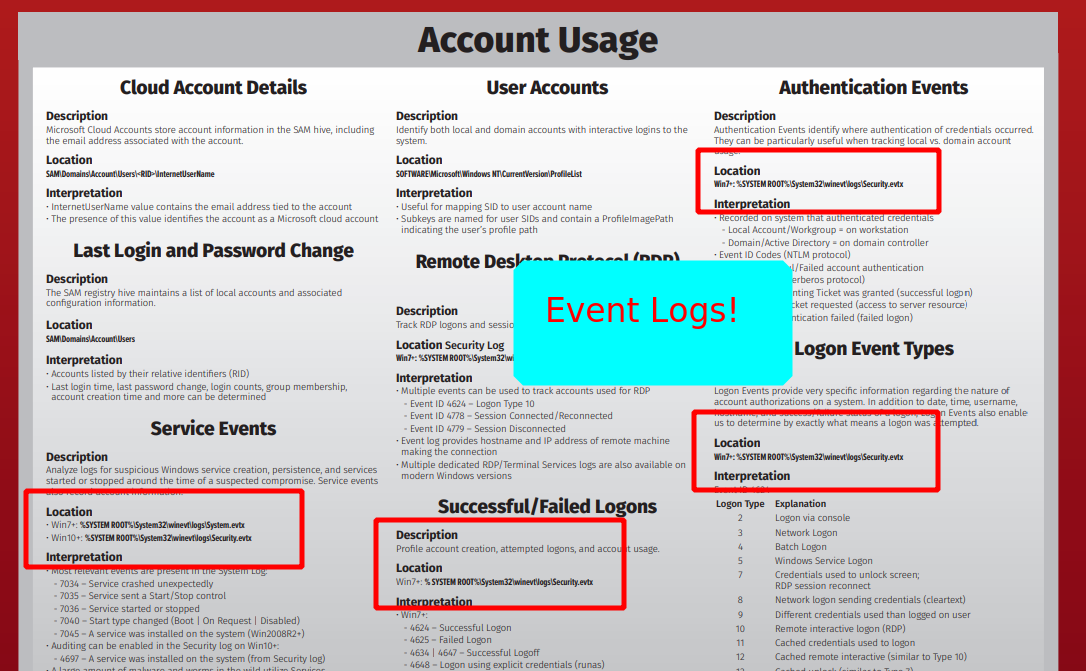 Account Usage
Cloud Account Details
Description
Microsoft Cloud Accounts store account information in the SAM hive, including
the email address associated with the account.
Location
SAM\Domains\Account\Users\<RID>\InternetUserName
Interpretation
• InternetUserName value contains the email address tied to the account
• The presence of this value identifies the account as a Microsoft cloud account
Last Login and Password Change
Description
The SAM registry hive maintains a list of local accounts and associated
configuration information.
Location
SAM\Domains\Account\Users
Interpretation
• Accounts listed by their relative identifiers (RID)
• Last login time, last password change, login counts, group membership,
account creation time and more can be determined
Service Events
Description
Analyze logs for suspicious Windows service creation, persistence, and services
started or stopped around the time of a suspected compromise. Service events
also record account information.
Location
• Win7+: %SYSTEM ROOT%\System32\winevt\logs\System.evtx
• Win10+: %SYSTEM ROOT%\System32\winevt\logs\Security.evtx
Interpretation
• Most relevant events are present in the System Log:
- 7034 – Service crashed unexpectedly
- 7035 – Service sent a Start/Stop control
- 7036 – Service started or stopped
- 7040 – Start type changed (Boot | On Request | Disabled)
- 7045 – A service was installed on the system (Win2008R2+)
• Auditing can be enabled in the Security log on Win10+:
- 4697 – A service was installed on the system (from Security log)
• A large amount of malware and worms in the wild utilize Services
User Accounts
Description
Identify both local and domain accounts with interactive logins to the
system.
Location
SOFTWARE\Microsoft\Windows NT\CurrentVersion\ProfileList
Interpretation
• Useful for mapping SID to user account name
• Subkeys are named for user SIDs and contain a ProfileImagePath
indicating the user’s profile path
Remote Desktop Protocol (RDP)
Event Logs!
Description
Track RDP logons and
Location Security Log
Win7+: %SYSTEM ROOT%\System32\
Interpretation
• Multiple events can be used to track accounts used for RDP
- Event ID 4624 – Logon Type 10
- Event ID 4778 – Session Connected/Reconnected
- Event ID 4779 – Session Disconnected
• Event log provides hostname and IP address of remote machine
making the connection
• Multiple dedicated RDP/Terminal Services logs are also available on
modern Windows versions
Successful/Failed Logons
Description
Profile account creation, attempted logons, and account usage.
Location
Win7+: % SYSTEM ROOT%\System32\winevt\logs\Security.evtx
Interpretation
• Win7+:
- 4624 – Successful Logon
- 4625 – Failed Logon
- 4634 | 4647 – Successful Logoff
- 4648 – Logon using explicit credentials (runas)
Authentication Events
Description
Authentication Events identify where authentication of credentials occurred.
They can be particularly useful when tracking local vs. domain account
usage.
Location
Win7+: %SYSTEM ROOT%\System32\winevt\logs\Security.evtx
Interpretation
• Recorded on system that authenticated credentials
- Local Account/Workgroup = on workstation
- Domain/Active Directory = on domain controller
• Event ID Codes (NTLM protocol)
/Failed account authentication
protocol)
Ticket was granted (successful logon)
requested (access to server resource)
failed (failed logon)
Logon Event Types
Logon Events provide very specific information regarding the nature of
account authorizations on a system. In addition to date, time, username,
hostname, and success/failure status of a logon, Logon Events also enable
us to determine by exactly what means a logon was attempted.
Location
Win7+: %SYSTEM ROOT%\System32\winevt\logs\Security.evtx
Interpretation
Event ID 4624
Logon Type Explanation
2 Logon via console
3 Network Logon
4 Batch Logon
5 Windows Service Logon
7 Credentials used to unlock screen;
RDP session reconnect
8 Network logon sending credentials (cleartext)
9 Different credentials used than logged on user
10 Remote interactive logon (RDP)
11 Cached credentials used to logon
12 Cached remote interactive (similar to Type 10)